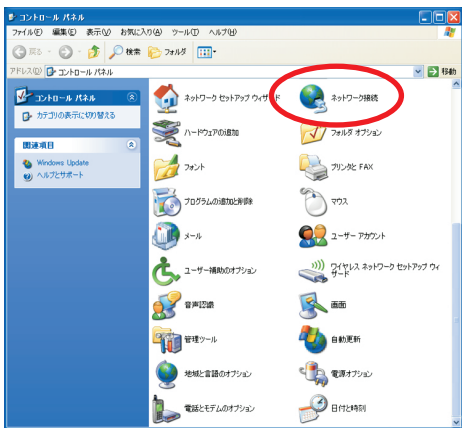 コントロール パネル
ファイル(F) 編集(E) 表示(V) お気に入り(A) ツール(T) ヘルプ(H)
戻る 検索 フォルダ
アドレス(D) コントロール パネル 移動
コントロール パネル
カテゴリの表示に切り替える
関連項目
Windows Update
ヘルプとサポート
ネットワーク セットアップ ウィザード
ネットワーク接続
ハードウェアの追加
フォルダ オプション
フォント
プリンタと FAX
プログラムの追加と削除
マウス
メール
ユーザー アカウント
ユーザー補助のオプション
ワイヤレス ネットワーク セットアップ ウィ
ザード
音声認識
画面
管理ツール
自動更新
地域と言語のオプション
電源オプション
電話とモデムのオプション
日付と時刻